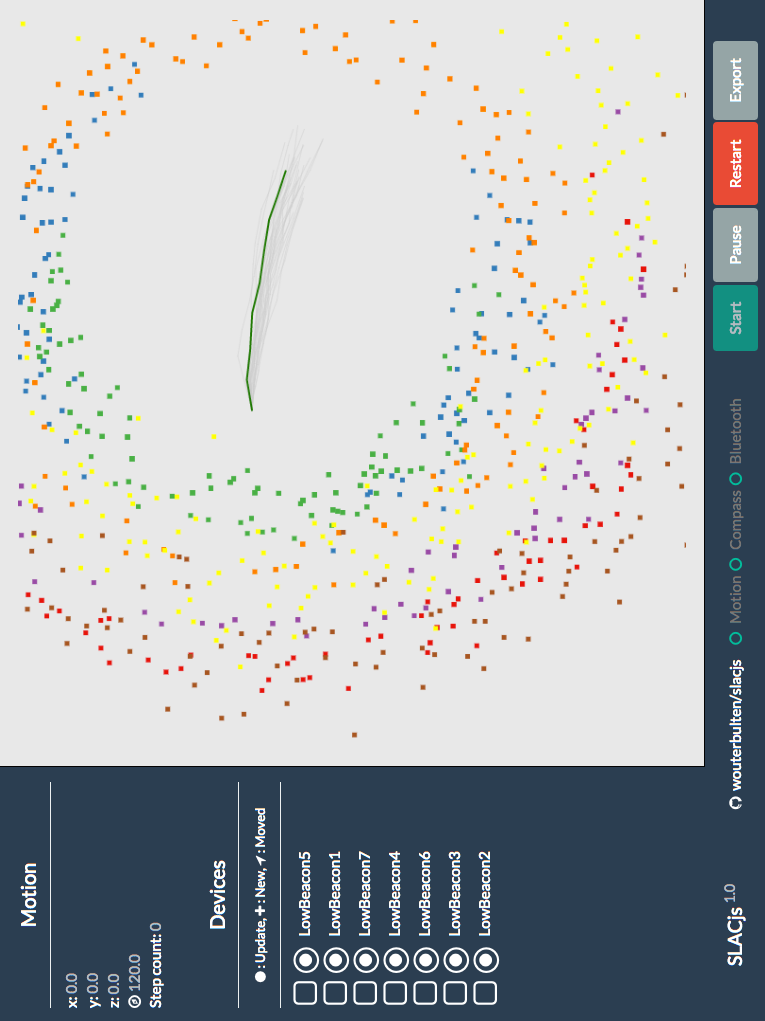 SLACjs 1.0
wouterbulten/slacjs
Motion
Compass
Bluetooth
Start
Pause
Restart
Export
Motion
x: 0.0
y: 0.0
z: 0.0
120.0
Step count: 0
Devices
: Update, : New, : Moved
LowBeacon5
LowBeacon1
LowBeacon7
LowBeacon4
LowBeacon6
LowBeacon3
LowBeacon2